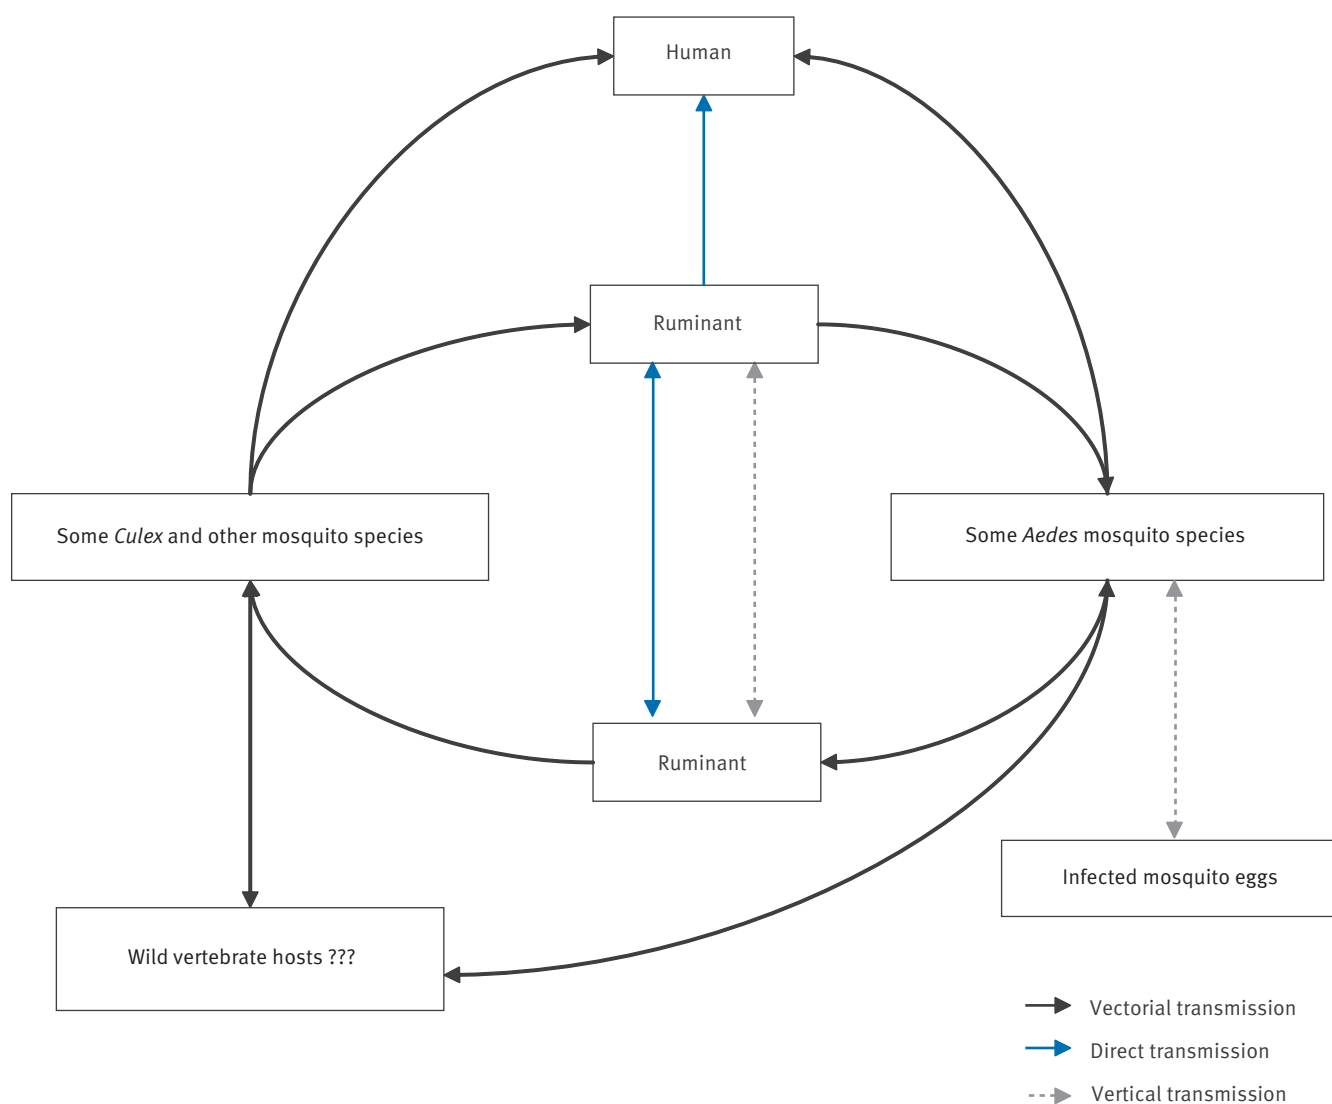 Human
Ruminant
Some Culex and other mosquito species
Some Aedes mosquito species
Ruminant
Infected mosquito eggs
Wild vertebrate hosts ???
Vectorial transmission
Direct transmission
Vertical transmission